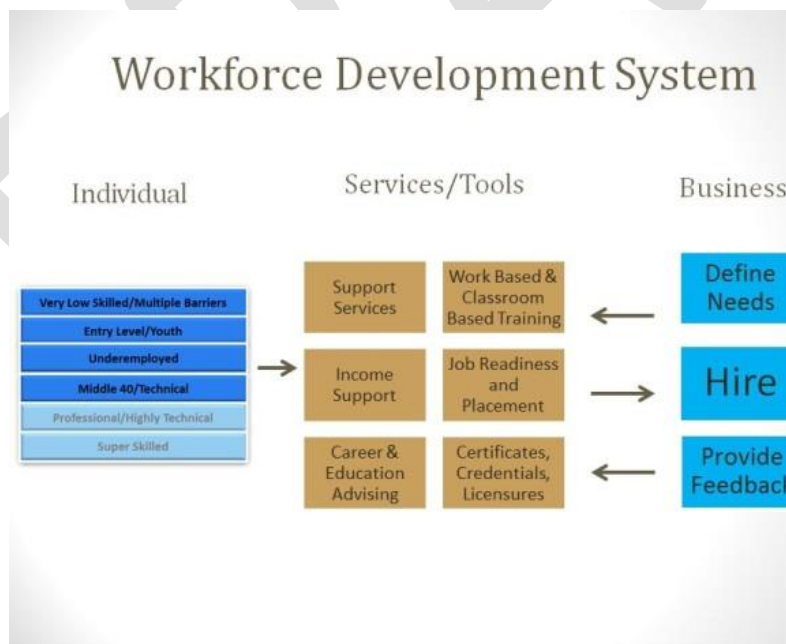 Workforce Development System
Individual
Services/Tools
Business
Very Low Skilled/Multiple Barriers
Entry Level/Youth
Underemployed
Middle 40/Technical
Professional/Highly Technical
Super Skilled
Support
Services
Work Based &
Classroom
Based Training
Income
Support
Job Readiness
and
Placement
Career &
Education
Advising
Certificates,
Credentials,
Licensures
Define
Needs
Hire
Provide
Feedback